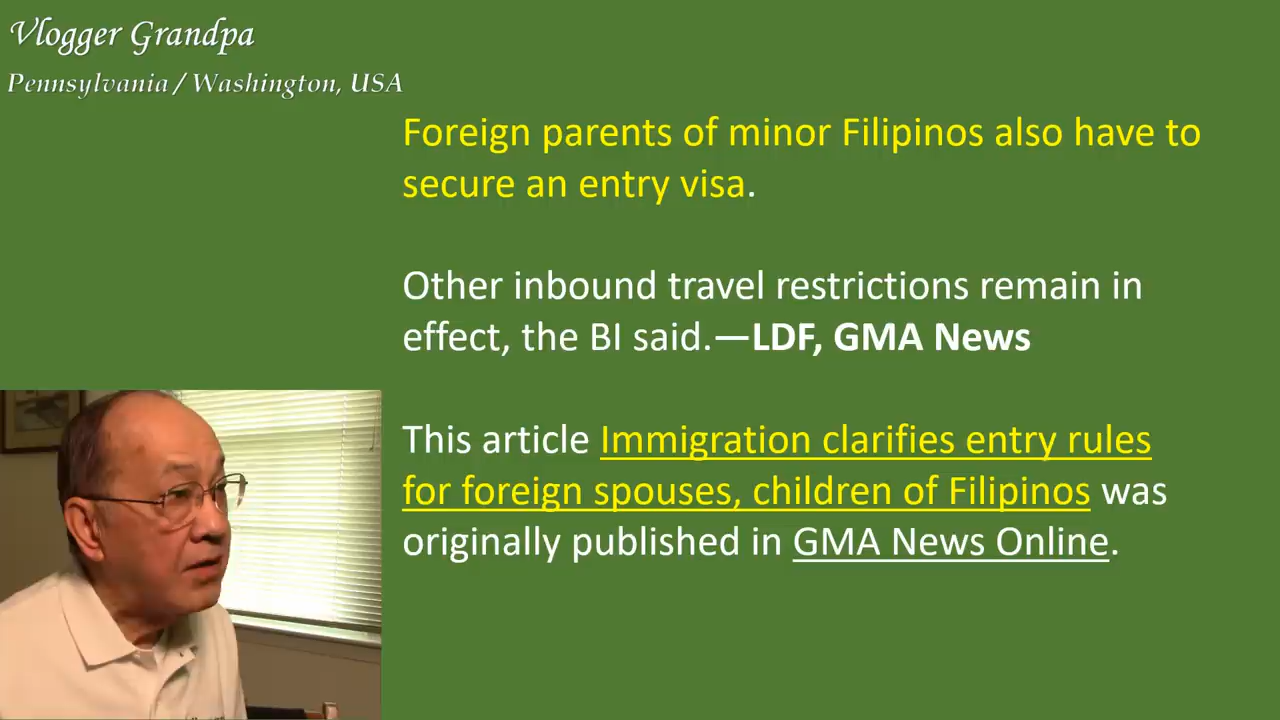 Vlogger Grandpa
Pennsylvania / Washington, USA
Foreign parents of minor Filipinos also have to
secure an entry visa.
Other inbound travel restrictions remain in
effect, the BI said.—LDF, GMA News
This article Immigration clarifies entry rules
for foreign spouses, children of Filipinos was
originally published in GMA News Online.